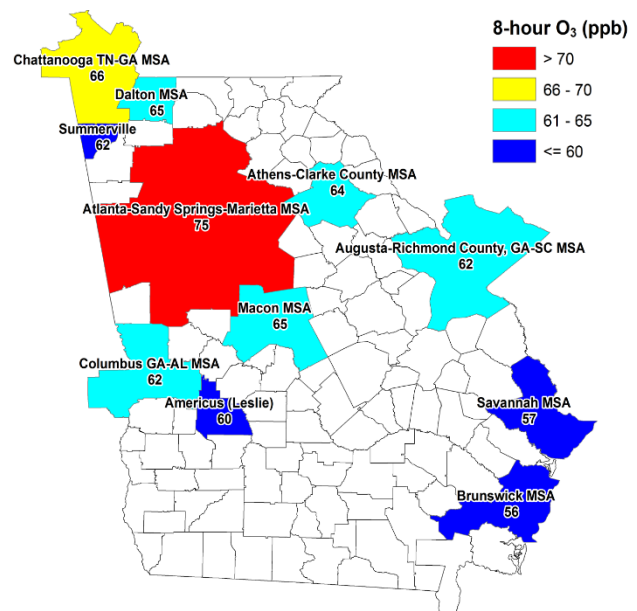 8-hour O₃ (ppb)
> 70
66 - 70
61 - 65
<= 60
Chattanooga TN-GA MSA
66
Dalton MSA
65
Summerville
62
Athens-Clarke County MSA
64
Atlanta-Sandy Springs-Marietta MSA
75
Augusta-Richmond County, GA-SC MSA
62
Macon MSA
65
Columbus GA-AL MSA
62
Americus (Leslie)
60
Savannah MSA
57
Brunswick MSA
56